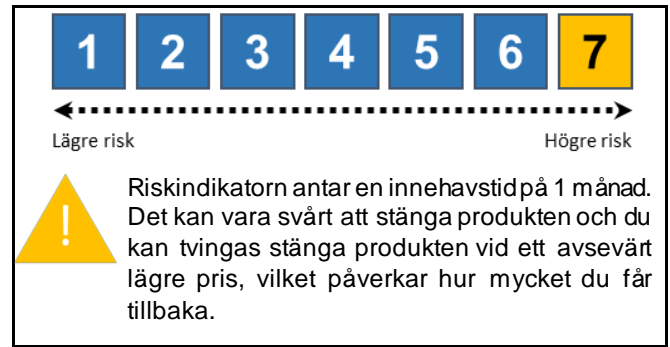 1 2 3 4 5 6 7
Lägre risk Högre risk
!
Riskindikatorn antar en innehavstid på 1 månad.
Det kan vara svårt att stänga produkten och du
kan tvingas stänga produkten vid ett avsevärt
lägre pris, vilket påverkar hur mycket du får
tillbaka.